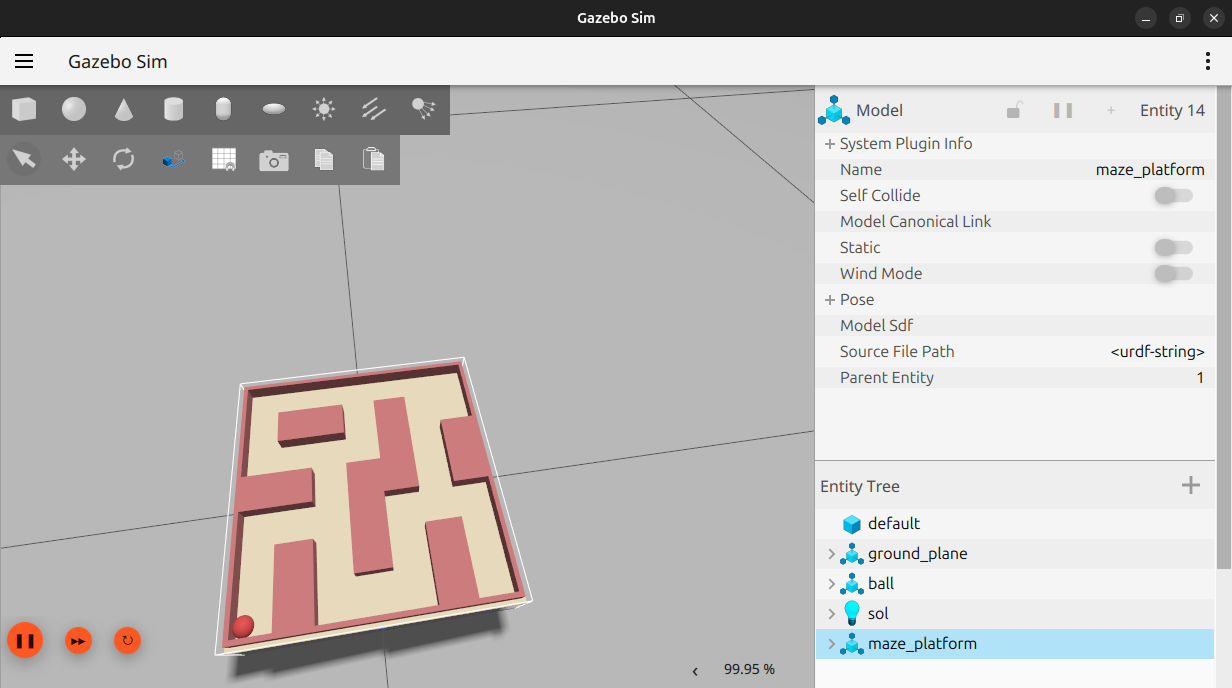 Gazebo Sim
Gazebo Sim
Model
Entity 14
System Plugin Info
Name maze_platform
Self Collide
Model Canonical Link
Static
Wind Mode
Pose
Model Sdf
Source File Path <urdf-string>
Parent Entity 1
Entity Tree
default
ground_plane
ball
sol
maze_platform
99.95 %